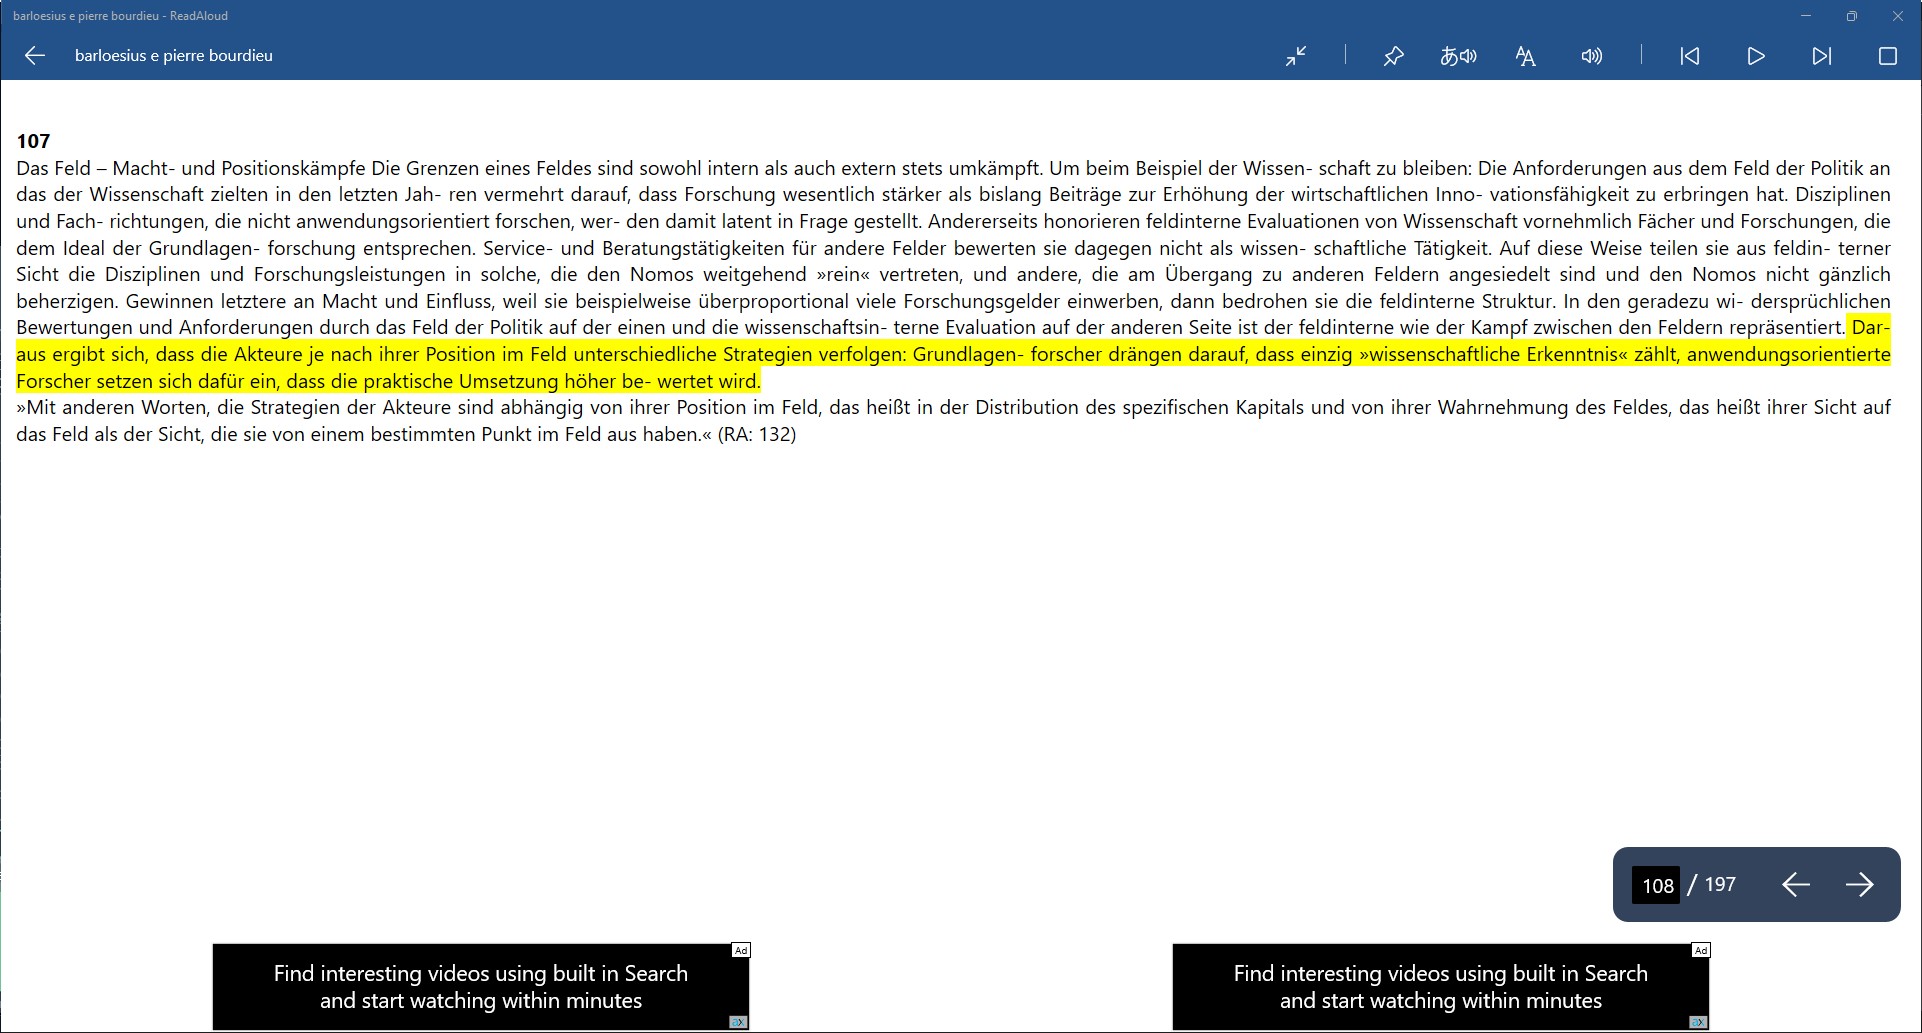 barloesius e pierre bourdieu - ReadAloud
barloesius e pierre bourdieu
107
Das Feld – Macht- und Positionskämpfe Die Grenzen eines Feldes sind sowohl intern als auch extern stets umkämpft. Um beim Beispiel der Wissen- schaft zu bleiben: Die Anforderungen aus dem Feld der Politik an
das der Wissenschaft zielten in den letzten Jah- ren vermehrt darauf, dass Forschung wesentlich stärker als bislang Beiträge zur Erhöhung der wirtschaftlichen Inno- vationsfähigkeit zu erbringen hat. Disziplinen
und Fach- richtungen, die nicht anwendungsorientiert forschen, wer- den damit latent in Frage gestellt. Andererseits honorieren feldinterne Evaluationen von Wissenschaft vornehmlich Fächer und Forschungen, die
dem Ideal der Grundlagen- forschung entsprechen. Service- und Beratungstätigkeiten für andere Felder bewerten sie dagegen nicht als wissen- schaftliche Tätigkeit. Auf diese Weise teilen sie aus feldin- terner
Sicht die Disziplinen und Forschungsleistungen in solche, die den Nomos weitgehend »rein« vertreten, und andere, die am Übergang zu anderen Feldern angesiedelt sind und den Nomos nicht gänzlich
beherzigen. Gewinnen letztere an Macht und Einfluss, weil sie beispielweise überproportional viele Forschungsgelder einwerben, dann bedrohen sie die feldinterne Struktur. In den geradezu wi- dersprüchlichen
Bewertungen und Anforderungen durch das Feld der Politik auf der einen und die wissenschaftsin- terne Evaluation auf der anderen Seite ist der feldinterne wie der Kampf zwischen den Feldern repräsentiert. Dar-
aus ergibt sich, dass die Akteure je nach ihrer Position im Feld unterschiedliche Strategien verfolgen: Grundlagen- forscher drängen darauf, dass einzig »wissenschaftliche Erkenntnis« zählt, anwendungsorientierte
Forscher setzen sich dafür ein, dass die praktische Umsetzung höher be- wertet wird.
»Mit anderen Worten, die Strategien der Akteure sind abhängig von ihrer Position im Feld, das heißt in der Distribution des spezifischen Kapitals und von ihrer Wahrnehmung des Feldes, das heißt ihrer Sicht auf
das Feld als der Sicht, die sie von einem bestimmten Punkt im Feld aus haben.« (RA: 132)
108 / 197
Ad
Find interesting videos using built in Search
and start watching within minutes
Ad
Find interesting videos using built in Search
and start watching within minutes